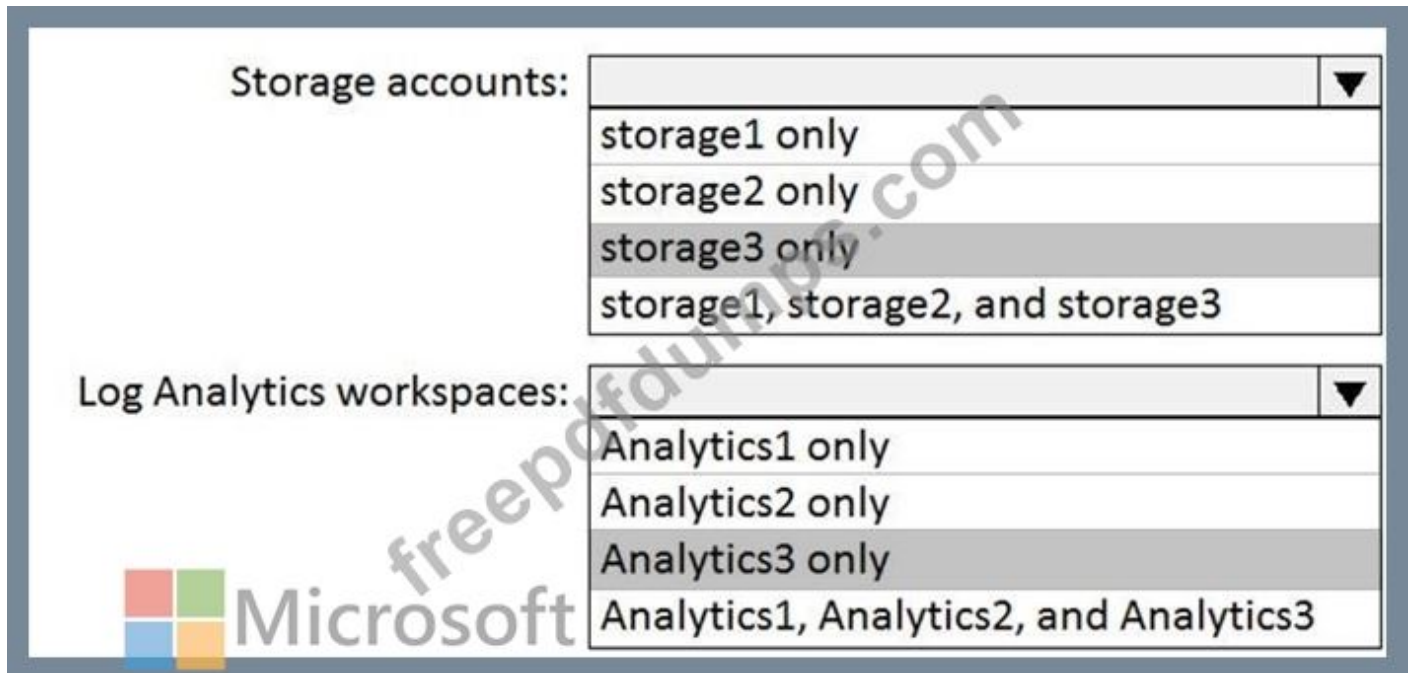 Storage accounts:
storage1 only
storage2 only
storage3 only
storage1, storage2, and storage3
Log Analytics workspaces:
Analytics1 only
Analytics2 only
Analytics3 only
Analytics1, Analytics2, and Analytics3
Microsoft
freepdfdumps.com